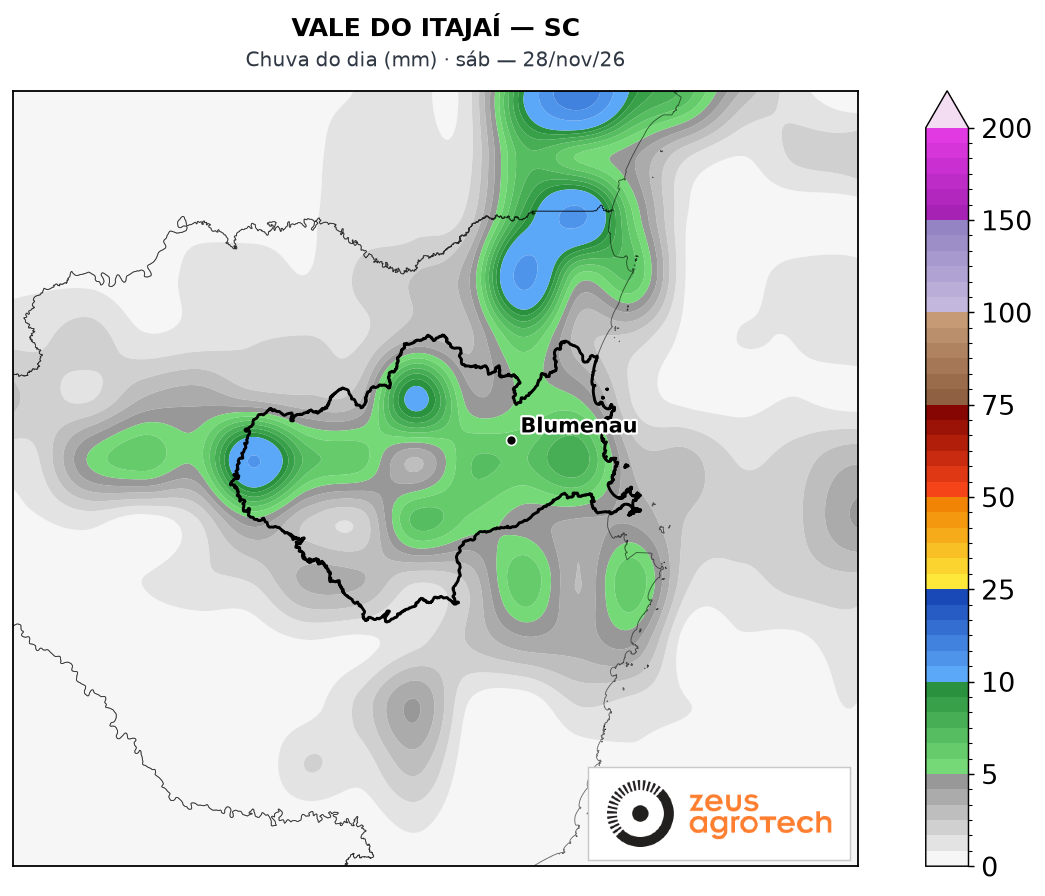 VALE DO ITAJAÍ — SC
Chuva do dia (mm) · sáb — 28/nov/26
200
150
100
75
50
25
10
5
0
Blumenau
zeus
agrotech